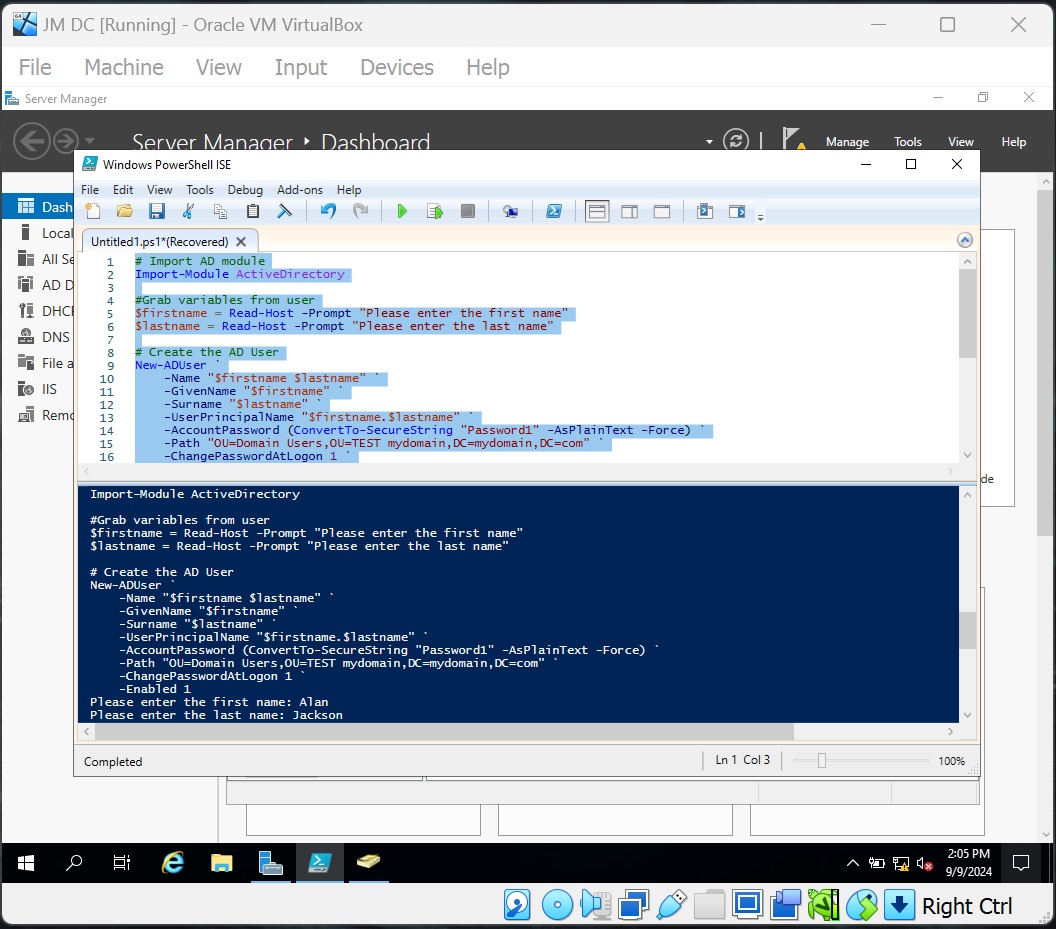 JM DC [Running] - Oracle VM VirtualBox
File Machine View Input Devices Help
Server Manager
Server Manager Dashboard
Manage Tools View Help
Windows PowerShell ISE
File Edit View Tools Debug Add-ons Help
Untitled1.ps1*(Recovered)
Dash
Local
All Se
AD D
DHCP
DNS
File a
IIS
Remo
1 # Import AD module
2 Import-Module ActiveDirectory
3
4 #Grab variables from user
5 $firstname = Read-Host -Prompt "Please enter the first name"
6 $lastname = Read-Host -Prompt "Please enter the last name"
7
8 # Create the AD User
9 New-ADUser `
10 -Name "$firstname $lastname" `
11 -GivenName "$firstname" `
12 -Surname "$lastname" `
13 -UserPrincipalName "$firstname.$lastname" `
14 -AccountPassword (ConvertTo-SecureString "Password1" -AsPlainText -Force) `
15 -Path "OU=Domain Users,OU=TEST mydomain,DC=mydomain,DC=com" `
16 -ChangePasswordAtLogon 1 `
de
Import-Module ActiveDirectory
#Grab variables from user
$firstname = Read-Host -Prompt "Please enter the first name"
$lastname = Read-Host -Prompt "Please enter the last name"
# Create the AD User
New-ADUser `
-Name "$firstname $lastname" `
-GivenName "$firstname" `
-Surname "$lastname" `
-UserPrincipalName "$firstname.$lastname" `
-AccountPassword (ConvertTo-SecureString "Password1" -AsPlainText -Force) `
-Path "OU=Domain Users,OU=TEST mydomain,DC=mydomain,DC=com" `
-ChangePasswordAtLogon 1 `
-Enabled 1
Please enter the first name: Alan
Please enter the last name: Jackson
Completed
Ln 1 Col 3
100%
2:05 PM
9/9/2024
Right Ctrl